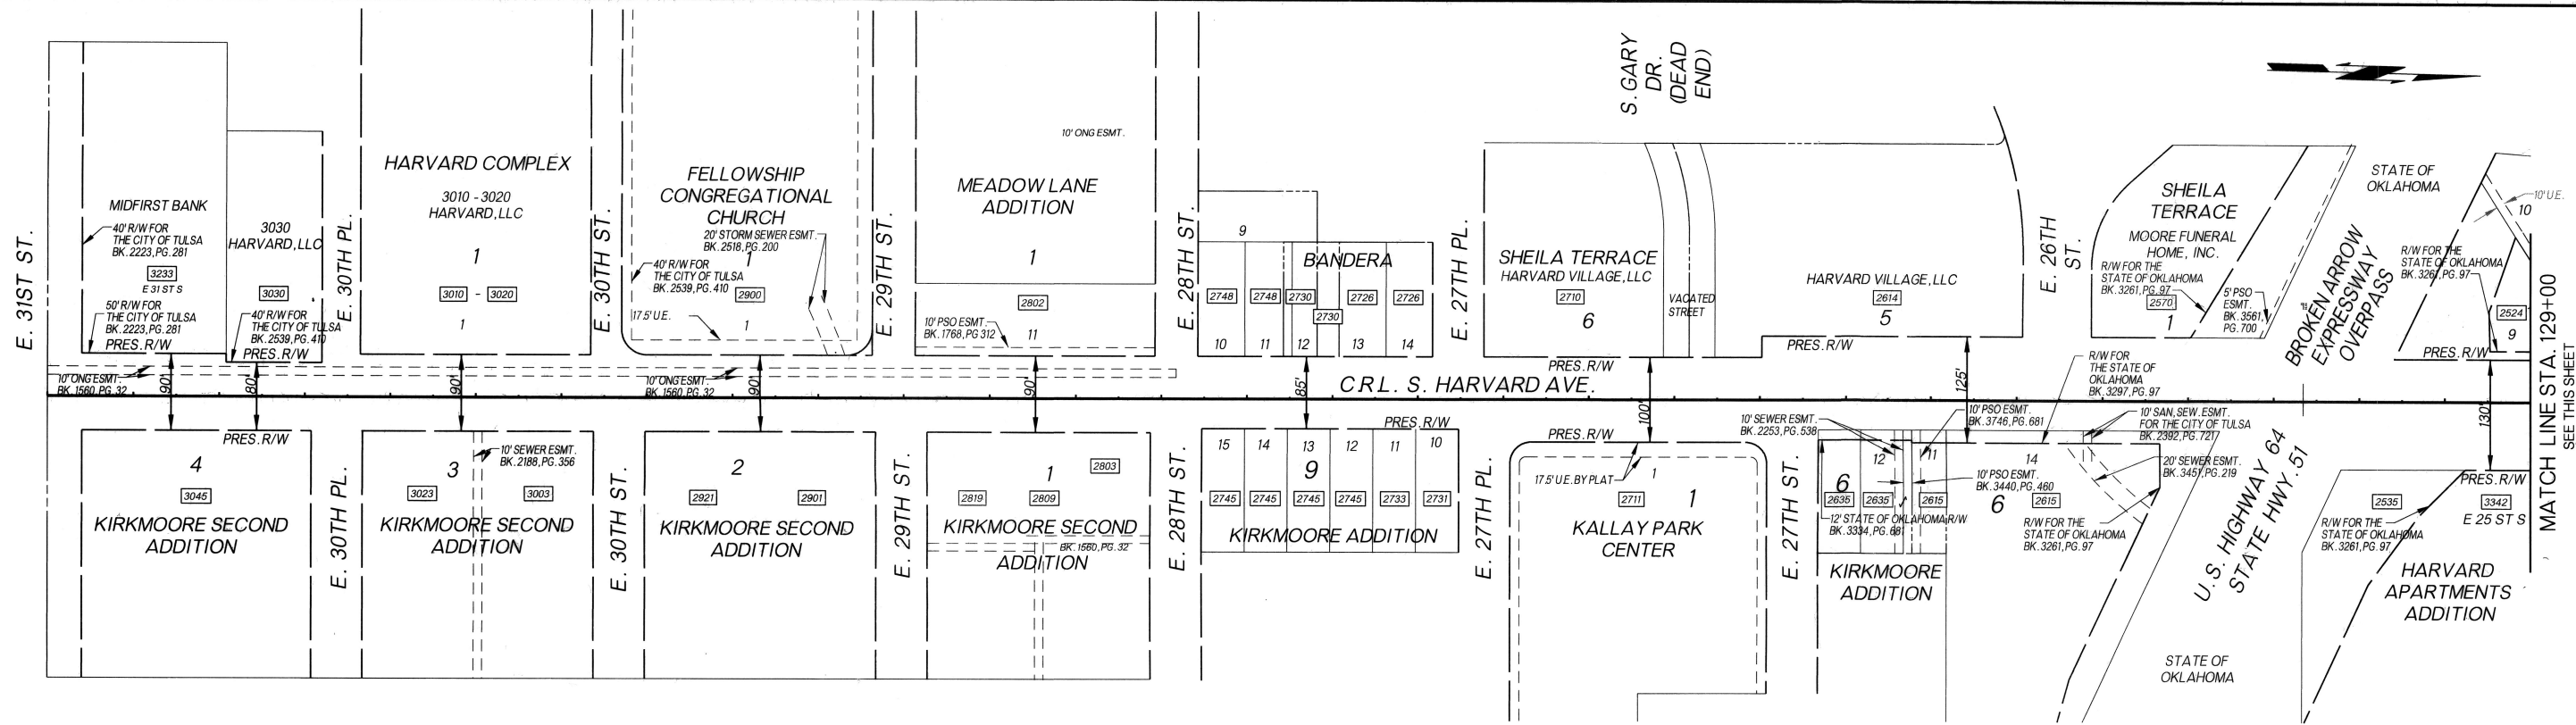 E. 31ST ST.
MIDFIRST BANK
40' R/W FOR
THE CITY OF TULSA
BK. 2223, PG. 281
3233
E 31 ST S
50' R/W FOR
THE CITY OF TULSA
BK. 2223, PG. 281
PRES. R/W
10' ONG ESMT.
BK. 1560, PG. 32
90'
3030
HARVARD, LLC
3030
40' R/W FOR
THE CITY OF TULSA
BK. 2539, PG. 410
PRES. R/W
80'
E. 30TH PL.
HARVARD COMPLEX
3010 - 3020
HARVARD, LLC
1
3010 - 3020
1
90'
E. 30TH ST.
FELLOWSHIP
CONGREGATIONAL
CHURCH
20' STORM SEWER ESMT.
BK. 2518, PG. 200
1
40' R/W FOR
THE CITY OF TULSA
BK. 2539, PG. 410
2900
17.5' U.E.
1
10' ONG ESMT.
BK. 1560, PG. 32
90'
E. 29TH ST.
10' ONG ESMT.
MEADOW LANE
ADDITION
1
2802
10' PSO ESMT.
BK. 1768, PG 312
11
90'
E. 28TH ST.
9
BANDERA
2748
2748
2730
2730
2726
2726
10
11
12
13
14
85'
E. 27TH PL.
C.R.L. S. HARVARD AVE.
S. GARY
DR.
(DEAD
END)
SHEILA TERRACE
HARVARD VILLAGE, LLC
2710
6
PRES. R/W
100'
VACATED
STREET
HARVARD VILLAGE, LLC
2614
5
PRES. R/W
125'
E. 26TH
ST.
SHEILA
TERRACE
MOORE FUNERAL
HOME, INC.
R/W FOR THE
STATE OF OKLAHOMA
BK. 3261, PG. 97
2570
1
5' PSO
ESMT.
BK. 3561,
PG. 700
BROKEN ARROW
EXPRESSWAY
OVERPASS
STATE OF
OKLAHOMA
10' U.E.
10
R/W FOR THE
STATE OF OKLAHOMA
BK. 3261, PG. 97
2524
9
PRES. R/W
130'
MATCH LINE STA. 129+00
SEE THIS SHEET
PRES. R/W
4
3045
KIRKMOORE SECOND
ADDITION
E. 30TH PL.
3
10' SEWER ESMT.
BK. 2188, PG. 356
3023
3003
KIRKMOORE SECOND
ADDITION
E. 30TH ST.
2
2921
2901
KIRKMOORE SECOND
ADDITION
E. 29TH ST.
1
2803
2819
2809
KIRKMOORE SECOND
BK. 1560, PG. 32
ADDITION
E. 28TH ST.
PRES. R/W
15
14
13
12
11
10
9
2745
2745
2745
2745
2733
2731
KIRKMOORE ADDITION
E. 27TH PL.
PRES. R/W
17.5' U.E. BY PLAT
1
2711
1
KALLAY PARK
CENTER
E. 27TH ST.
10' SEWER ESMT.
BK. 2253, PG. 538
10' PSO ESMT.
BK. 3746, PG. 681
12
11
10' PSO ESMT.
BK. 3440, PG. 460
6
2635
2635
2615
12' STATE OF OKLAHOMA R/W
BK. 3334, PG. 681
KIRKMOORE
ADDITION
R/W FOR
THE STATE OF
OKLAHOMA
BK. 3297, PG. 97
10' SAN, SEW. ESMT.
FOR THE CITY OF TULSA
BK. 2392, PG. 721
14
20' SEWER ESMT.
BK. 3451, PG. 219
6
2615
R/W FOR THE
STATE OF OKLAHOMA
BK. 3261, PG. 97
U.S. HIGHWAY 64
STATE HWY. 51
STATE OF
OKLAHOMA
PRES. R/W
2535
3342
E 25 ST S
R/W FOR THE
STATE OF OKLAHOMA
BK. 3261, PG. 97
HARVARD
APARTMENTS
ADDITION